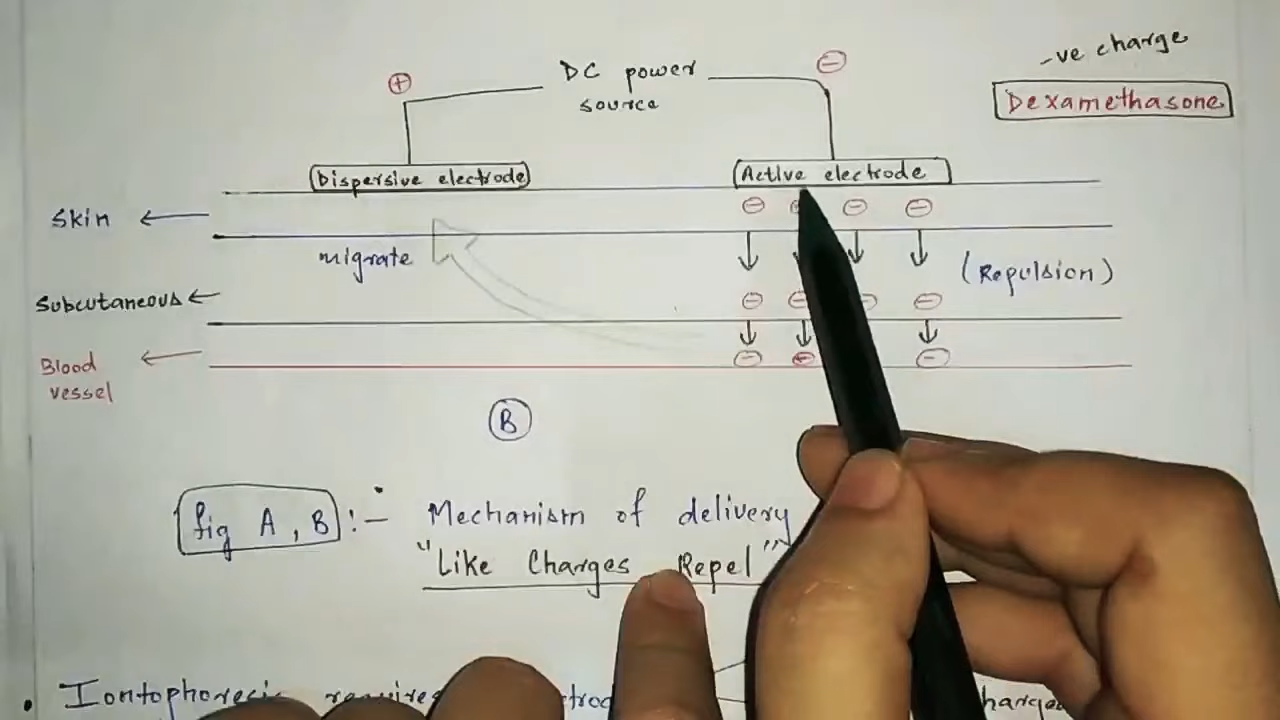 -ve charge
Dexamethasone
DC power
source
+
−
Dispersive electrode
Active electrode
− − −
Skin
migrate
(Repulsion)
Subcutaneous
− − − −
Blood
vessel
− + −
B
fig A, B :- Mechanism of delivery
"Like Charges Repel"
• Iontophoresis